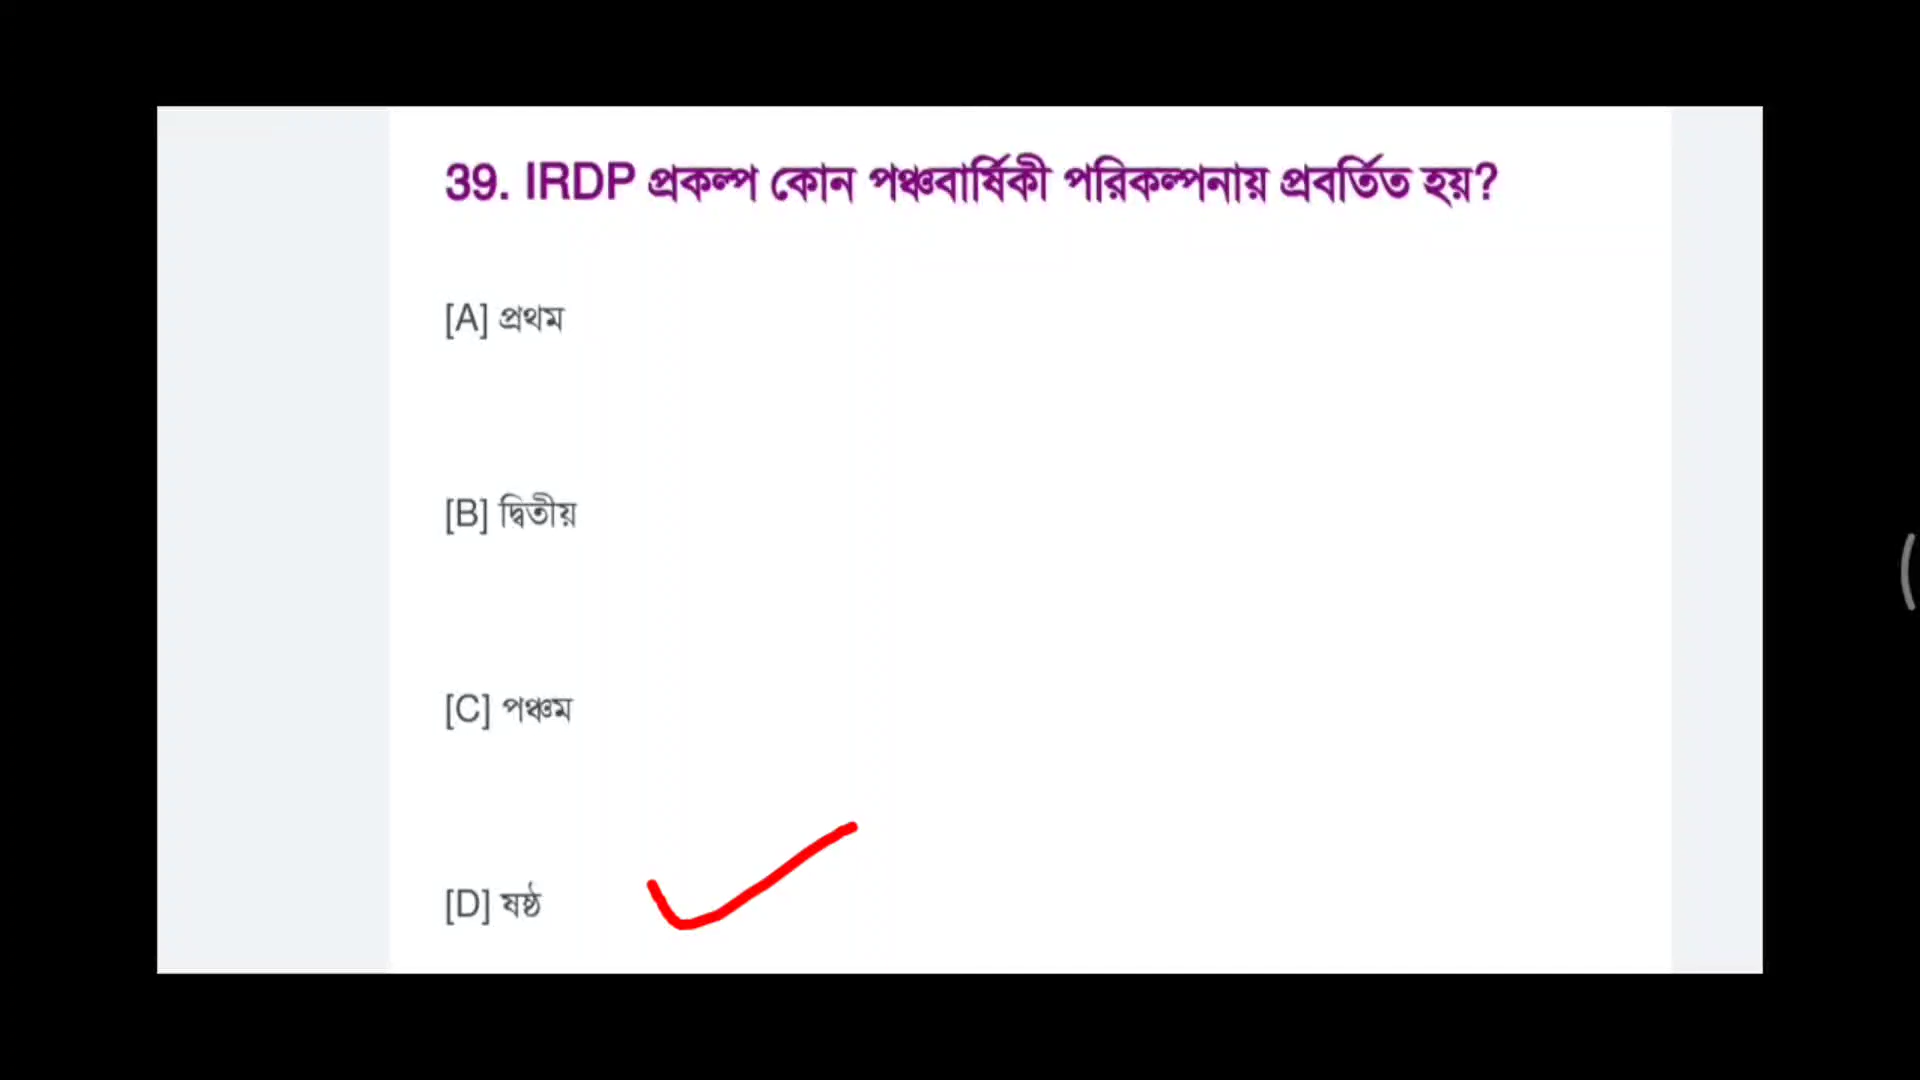 39. IRDP প্রকল্প কোন পঞ্চবার্ষিকী পরিকল্পনায় প্রবর্তিত হয়?
[A] প্রথম
[B] দ্বিতীয়
[C] পঞ্চম
[D] ষষ্ঠ